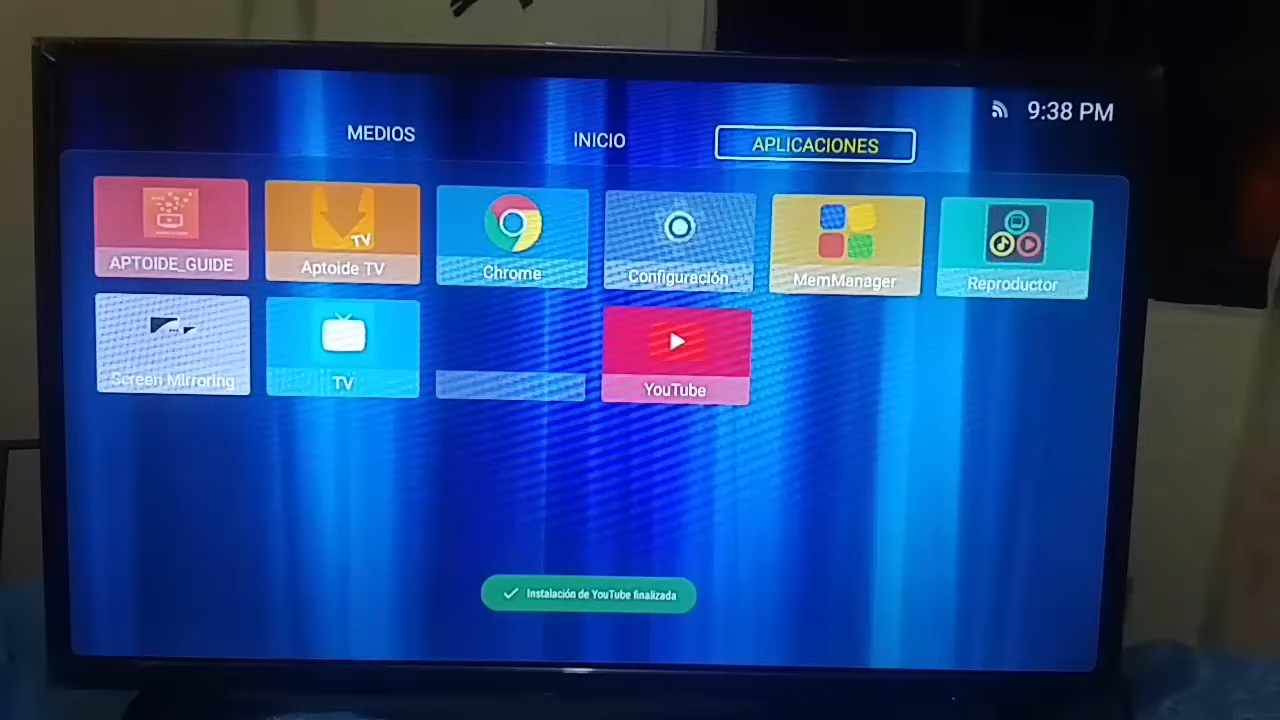 9:38 PM
MEDIOS
INICIO
APLICACIONES
APTOIDE_GUIDE
TV
Aptoide TV
Chrome
Configuración
MemManager
Reproductor
Screen Mirroring
TV
YouTube
Instalación de YouTube finalizada